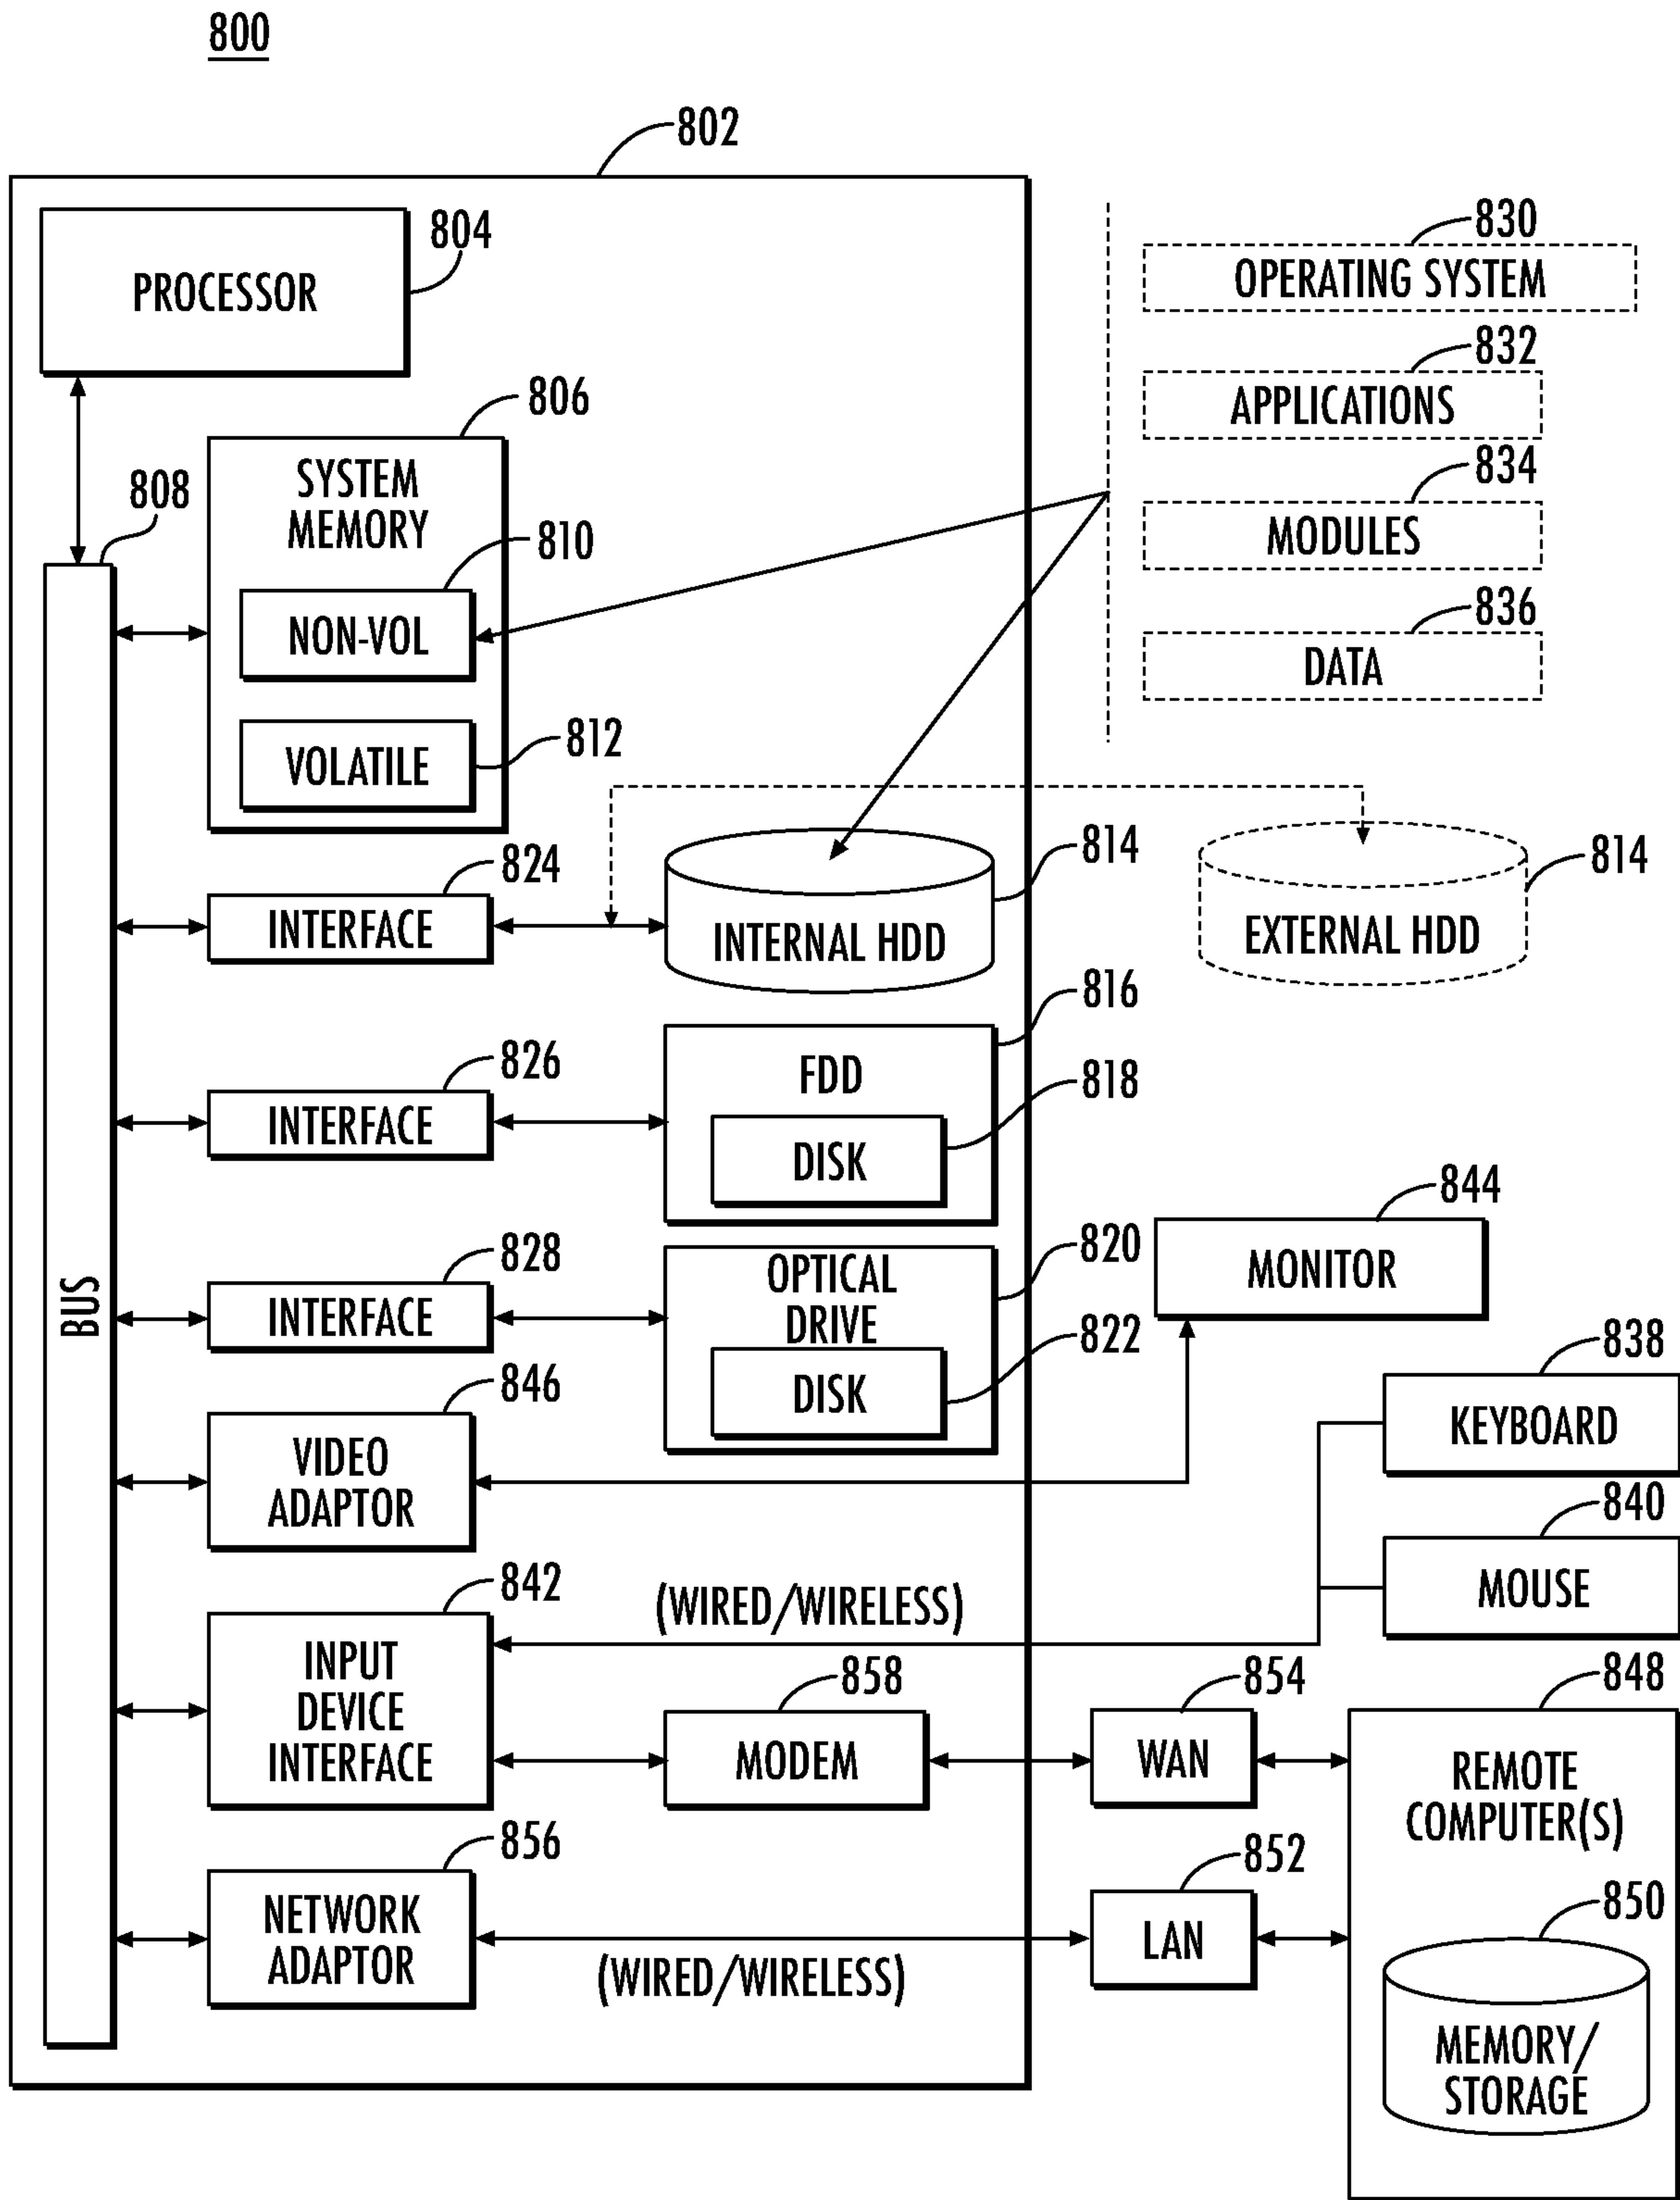 800
802
PROCESSOR
804
830
OPERATING SYSTEM
832
APPLICATIONS
834
MODULES
836
DATA
806
SYSTEM
MEMORY
808
810
NON-VOL
812
VOLATILE
BUS
824
INTERFACE
814
INTERNAL HDD
814
EXTERNAL HDD
826
INTERFACE
816
FDD
818
DISK
828
INTERFACE
820
OPTICAL
DRIVE
822
DISK
844
MONITOR
846
VIDEO
ADAPTOR
838
KEYBOARD
840
MOUSE
842
INPUT
DEVICE
INTERFACE
(WIRED/WIRELESS)
858
MODEM
854
WAN
848
REMOTE
COMPUTER(S)
856
NETWORK
ADAPTOR
(WIRED/WIRELESS)
852
LAN
850
MEMORY/
STORAGE